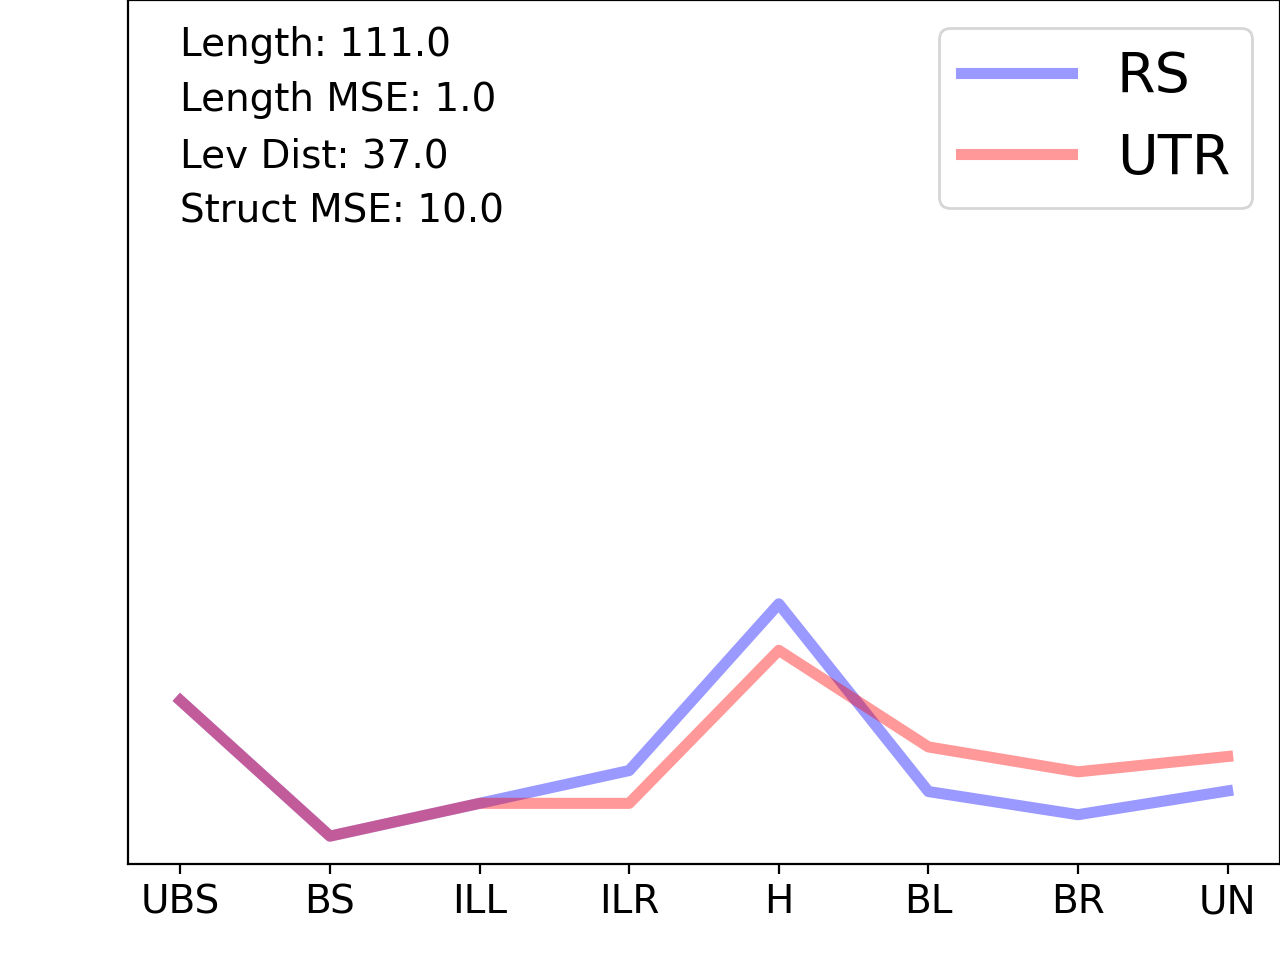 Length: 111.0
Length MSE: 1.0
Lev Dist: 37.0
Struct MSE: 10.0
RS
UTR
UBS BS ILL ILR H BL BR UN